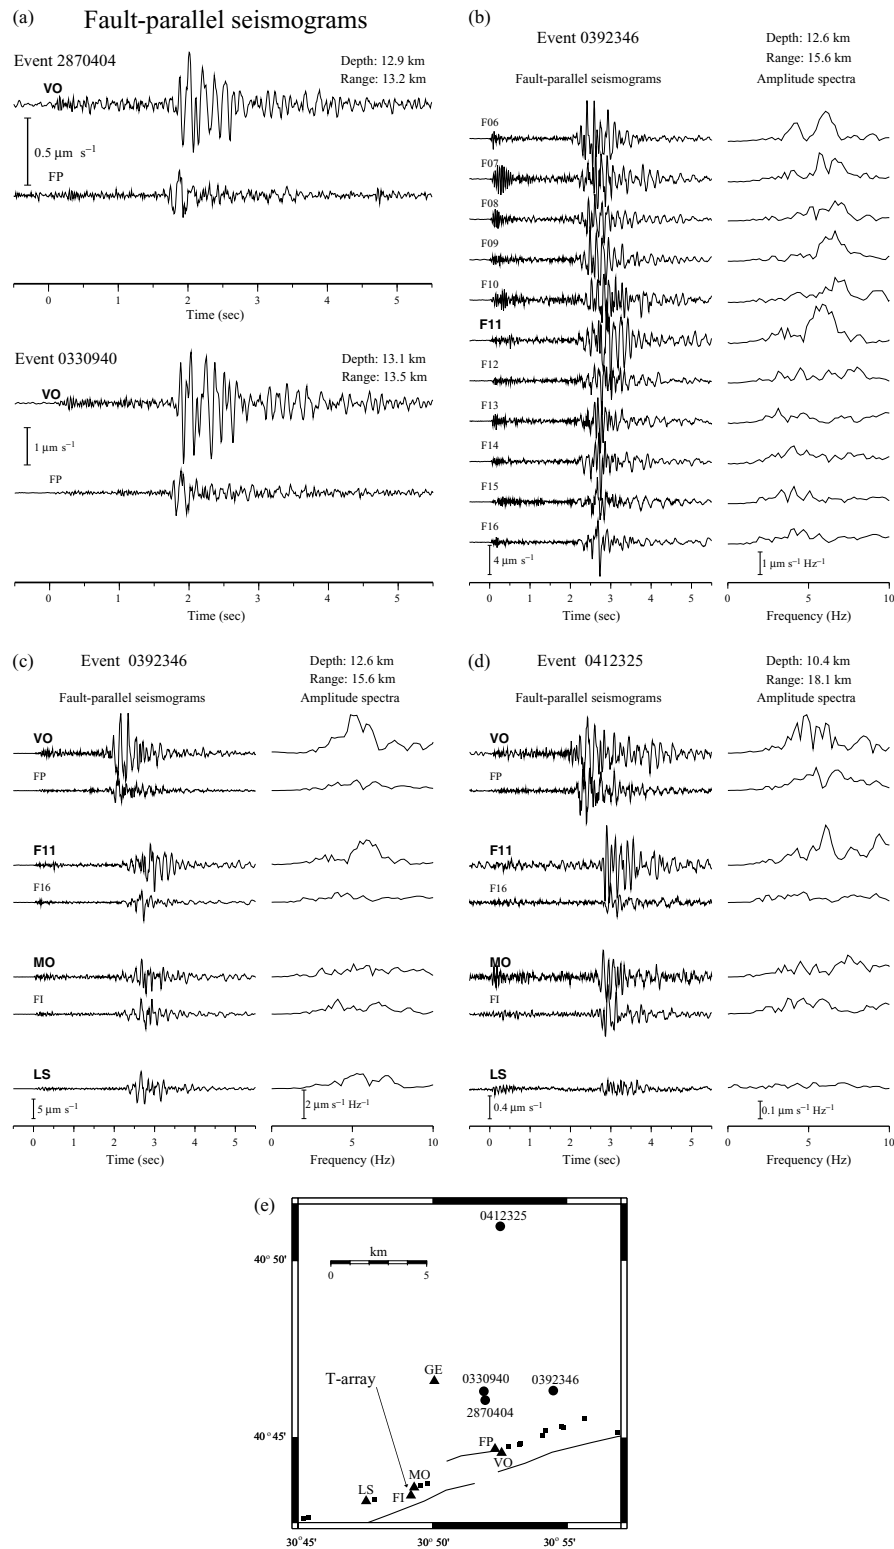 (a)
Fault-parallel seismograms
Event 2870404
Depth: 12.9 km
Range: 13.2 km
VO
0.5 μm s⁻¹
FP
0 1 2 3 4 5
Time (sec)
Event 0330940
Depth: 13.1 km
Range: 13.5 km
VO
1 μm s⁻¹
FP
0 1 2 3 4 5
Time (sec)
(b)
Event 0392346
Depth: 12.6 km
Range: 15.6 km
Fault-parallel seismograms
Amplitude spectra
F06
F07
F08
F09
F10
F11
F12
F13
F14
F15
F16
4 μm s⁻¹
1 μm s⁻¹ Hz⁻¹
0 1 2 3 4 5
0 5 10
Time (sec)
Frequency (Hz)
(c)
Event 0392346
Depth: 12.6 km
Range: 15.6 km
Fault-parallel seismograms
Amplitude spectra
VO
FP
F11
F16
MO
FI
LS
5 μm s⁻¹
2 μm s⁻¹ Hz⁻¹
0 1 2 3 4 5
0 5 10
Time (sec)
Frequency (Hz)
(d)
Event 0412325
Depth: 10.4 km
Range: 18.1 km
Fault-parallel seismograms
Amplitude spectra
VO
FP
F11
F16
MO
FI
LS
0.4 μm s⁻¹
0.1 μm s⁻¹ Hz⁻¹
0 1 2 3 4 5
0 5 10
Time (sec)
Frequency (Hz)
(e)
0412325
km
0 5
40° 50'
GE
T-array
0330940
0392346
2870404
40° 45'
FP
VO
MO
LS
FI
30° 45' 30° 50' 30° 55'